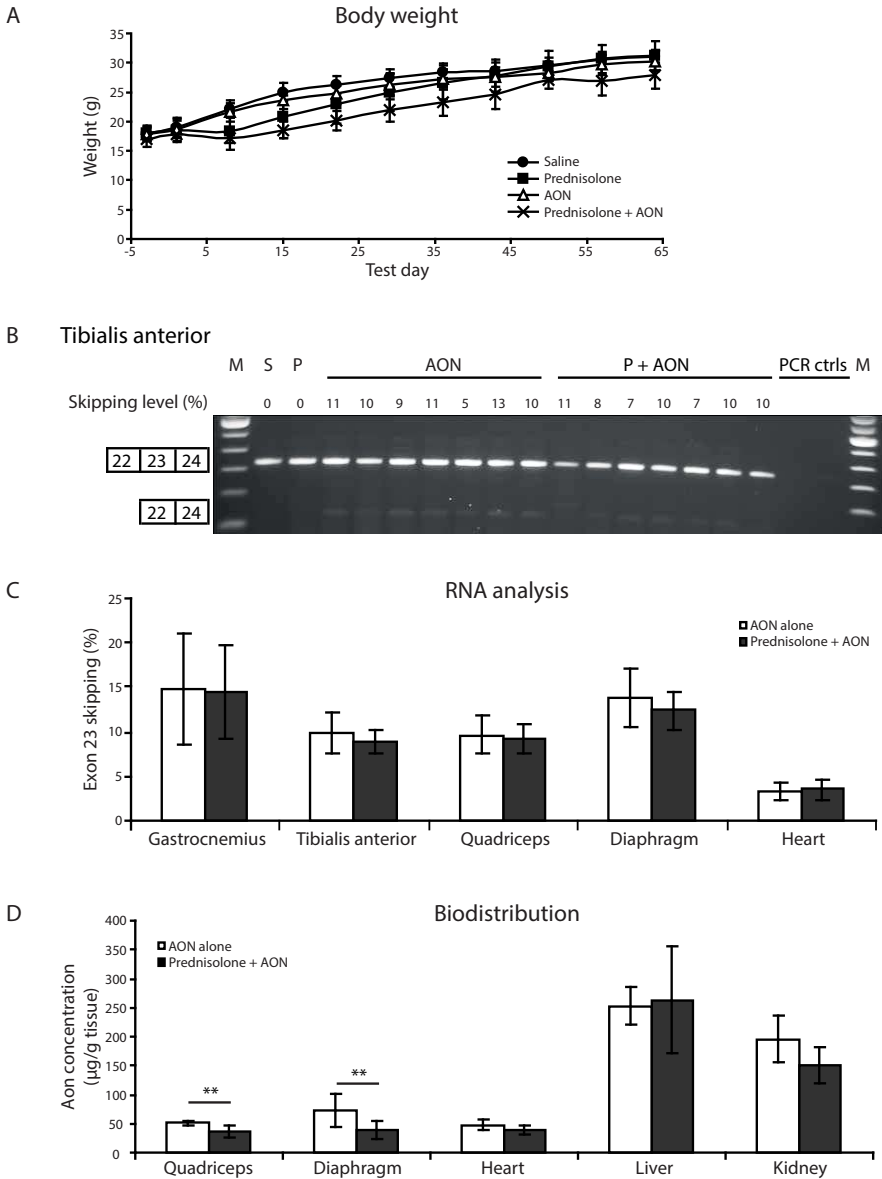 A
Body weight
35
30
25
20
15
10
5
0
Weight (g)
Saline
Prednisolone
AON
Prednisolone + AON
-5 5 15 25 35 45 55 65
Test day
B Tibialis anterior
M S P AON P + AON PCR ctrls M
Skipping level (%) 0 0 11 10 9 11 5 13 10 11 8 7 10 7 10 10
22 23 24
22 24
C
RNA analysis
25
20
15
10
5
0
Exon 23 skipping (%)
AON alone
Prednisolone + AON
Gastrocnemius Tibialis anterior Quadriceps Diaphragm Heart
D
Biodistribution
400
350
300
250
200
150
100
50
0
Aon concentration
(µg/g tissue)
AON alone
Prednisolone + AON
** **
Quadriceps Diaphragm Heart Liver Kidney